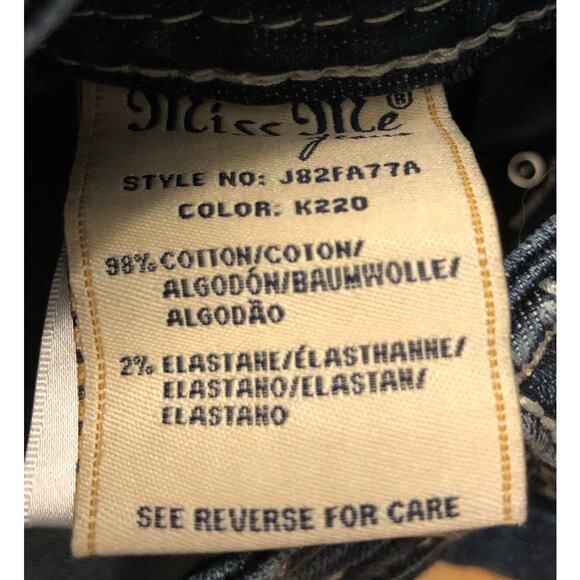 Miss Me®
jeans
STYLE NO: J82FA77A
COLOR: K220
98% COTTON/COTON/
ALGODÓN/BAUMWOLLE/
ALGODÃO
2% ELASTANE/ÉLASTHANNE/
ELASTANO/ELASTAN/
ELASTANO
SEE REVERSE FOR CARE